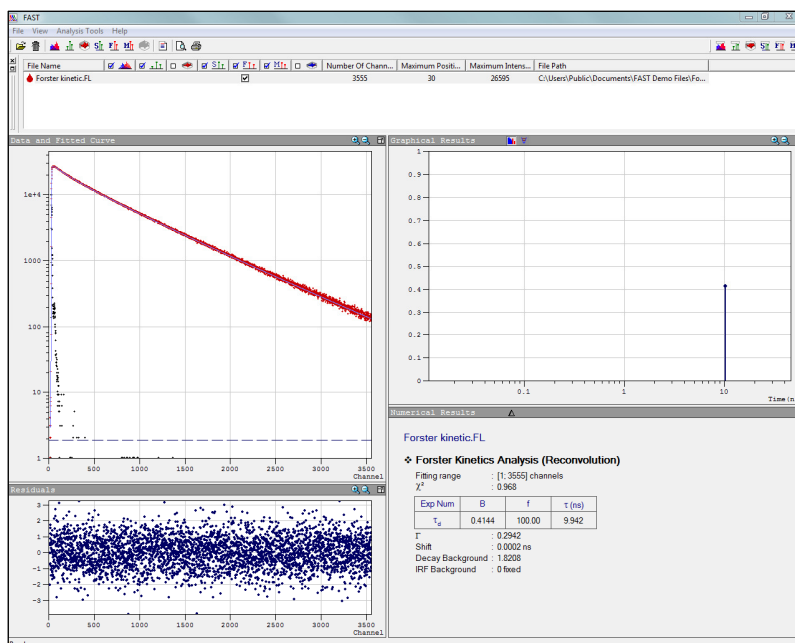 FAST
File View Analysis Tools Help
File Name Number Of Chann... Maximum Positi... Maximum Intens... File Path
Forster kinetic.FL 3555 30 26595 C:\Users\Public\Documents\FAST Demo Files\Fo...
Data and Fitted Curve
1e+4
1000
100
10
1
0 500 1000 1500 2000 2500 3000 3500
Channel
Residuals
3
2
1
0
-1
-2
-3
0 500 1000 1500 2000 2500 3000 3500
Channel
Graphical Results
1
0.9
0.8
0.7
0.6
0.5
0.4
0.3
0.2
0.1
0
0.1 1 10
Time(n
Numerical Results
Forster kinetic.FL
❖ Forster Kinetics Analysis (Reconvolution)
Fitting range : [1; 3555] channels
χ² : 0.968
Exp Num B f τ (ns)
τd 0.4144 100.00 9.942
Γ : 0.2942
Shift : 0.0002 ns
Decay Background : 1.8208
IRF Background : 0 fixed